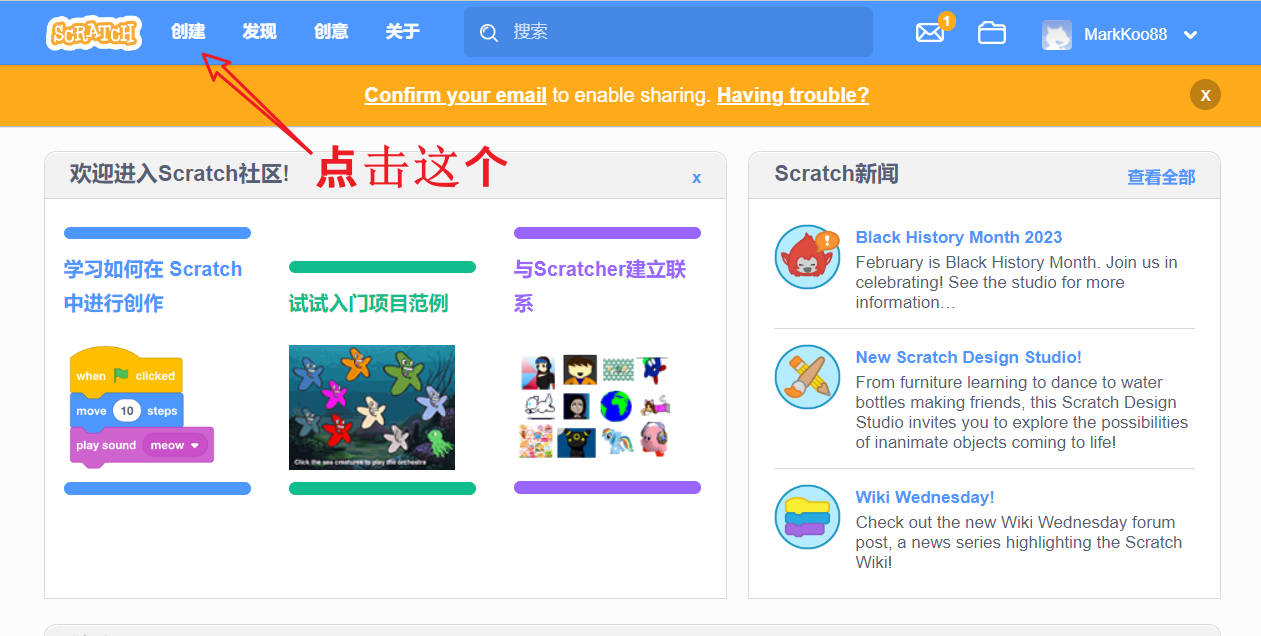 SCRATCH
创建
发现
创意
关于
搜索
1
MarkKoo88
Confirm your email to enable sharing. Having trouble?
X
欢迎进入Scratch社区!
点击这个
x
学习如何在 Scratch
中进行创作
试试入门项目范例
与Scratcher建立联
系
when clicked
move 10 steps
play sound meow
Click the sea creatures to play the orchestra
Scratch新闻
查看全部
Black History Month 2023
February is Black History Month. Join us in
celebrating! See the studio for more
information…
New Scratch Design Studio!
From furniture learning to dance to water
bottles making friends, this Scratch Design
Studio invites you to explore the possibilities
of inanimate objects coming to life!
Wiki Wednesday!
Check out the new Wiki Wednesday forum
post, a news series highlighting the Scratch
Wiki!